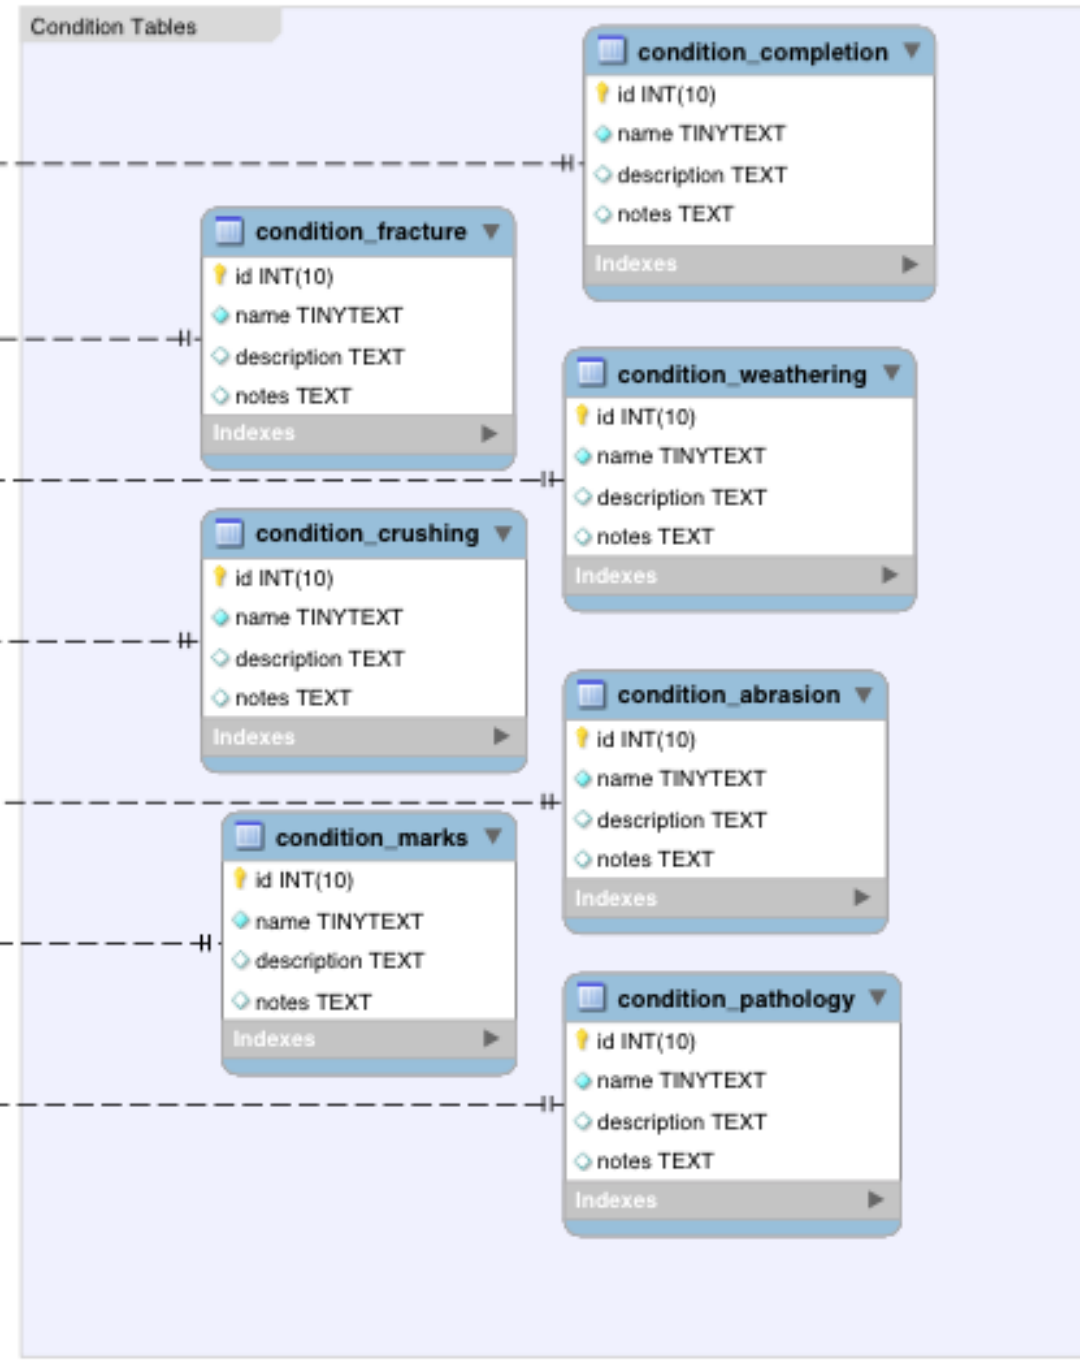 Condition Tables
condition_completion
id INT(10)
name TINYTEXT
description TEXT
notes TEXT
Indexes
condition_fracture
id INT(10)
name TINYTEXT
description TEXT
notes TEXT
Indexes
condition_weathering
id INT(10)
name TINYTEXT
description TEXT
notes TEXT
Indexes
condition_crushing
id INT(10)
name TINYTEXT
description TEXT
notes TEXT
Indexes
condition_abrasion
id INT(10)
name TINYTEXT
description TEXT
notes TEXT
Indexes
condition_marks
id INT(10)
name TINYTEXT
description TEXT
notes TEXT
Indexes
condition_pathology
id INT(10)
name TINYTEXT
description TEXT
notes TEXT
Indexes